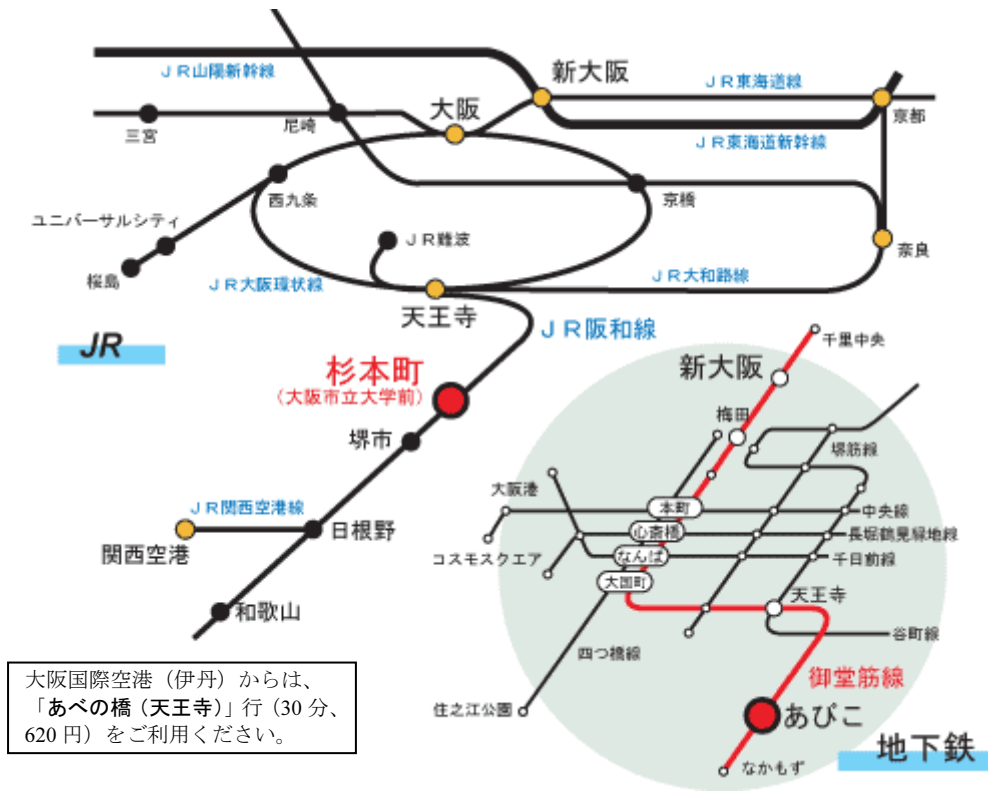 JR山陽新幹線
新大阪
JR東海道線
大阪
三宮
尼崎
京都
JR東海道新幹線
西九条
京橋
ユニバーサルシティ
JR難波
奈良
桜島
JR大阪環状線
JR大和路線
天王寺
JR阪和線
JR
杉本町
(大阪市立大学前)
堺市
JR関西空港線
関西空港
日根野
和歌山
千里中央
新大阪
梅田
堺筋線
大阪港
本町
中央線
心斎橋
長堀鶴見緑地線
コスモスクエア
なんば
千日前線
大国町
天王寺
谷町線
四つ橋線
御堂筋線
住之江公園
あびこ
なかもず
地下鉄
大阪国際空港(伊丹)からは、
「あべの橋(天王寺)」行(30分、
620円)をご利用ください。